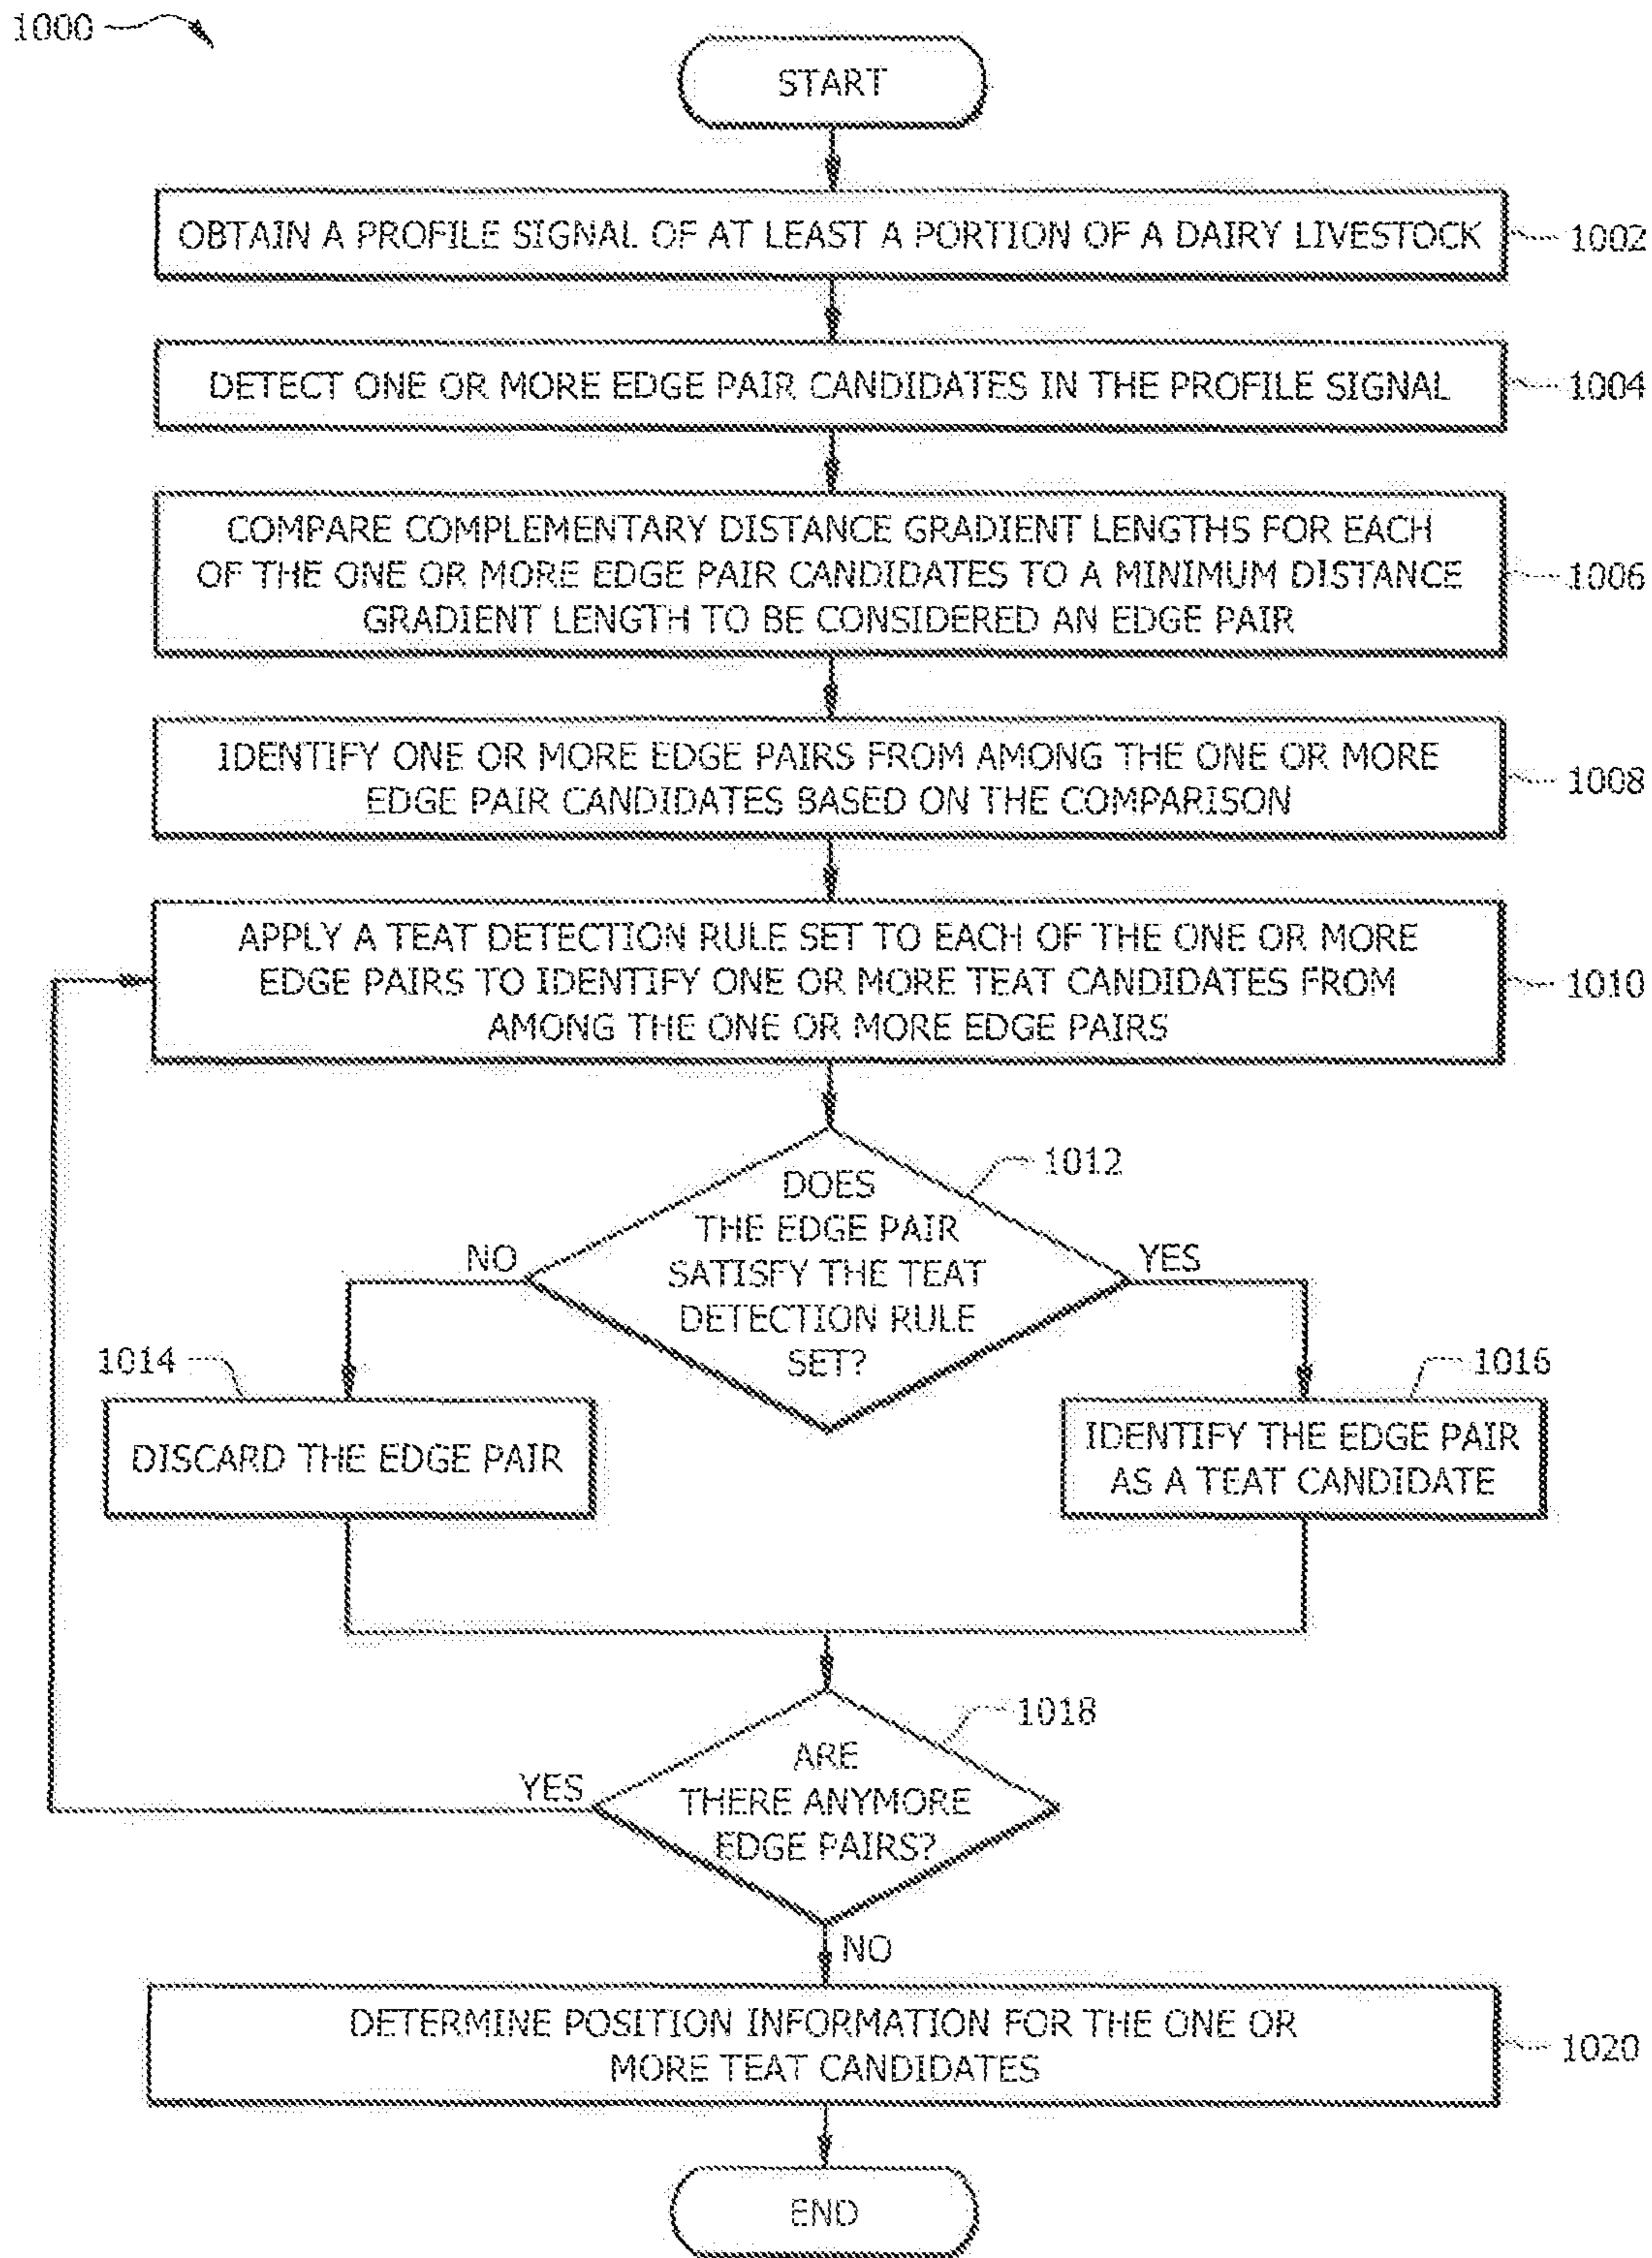 1000
START
OBTAIN A PROFILE SIGNAL OF AT LEAST A PORTION OF A DAIRY LIVESTOCK
1002
DETECT ONE OR MORE EDGE PAIR CANDIDATES IN THE PROFILE SIGNAL
1004
COMPARE COMPLEMENTARY DISTANCE GRADIENT LENGTHS FOR EACH
OF THE ONE OR MORE EDGE PAIR CANDIDATES TO A MINIMUM DISTANCE
GRADIENT LENGTH TO BE CONSIDERED AN EDGE PAIR
1006
IDENTIFY ONE OR MORE EDGE PAIRS FROM AMONG THE ONE OR MORE
EDGE PAIR CANDIDATES BASED ON THE COMPARISON
1008
APPLY A TEAT DETECTION RULE SET TO EACH OF THE ONE OR MORE
EDGE PAIRS TO IDENTIFY ONE OR MORE TEAT CANDIDATES FROM
AMONG THE ONE OR MORE EDGE PAIRS
1010
1012
DOES
THE EDGE PAIR
SATISFY THE TEAT
DETECTION RULE
SET?
NO
YES
1014
DISCARD THE EDGE PAIR
1016
IDENTIFY THE EDGE PAIR
AS A TEAT CANDIDATE
1018
ARE
THERE ANYMORE
EDGE PAIRS?
YES
NO
DETERMINE POSITION INFORMATION FOR THE ONE OR
MORE TEAT CANDIDATES
1020
END